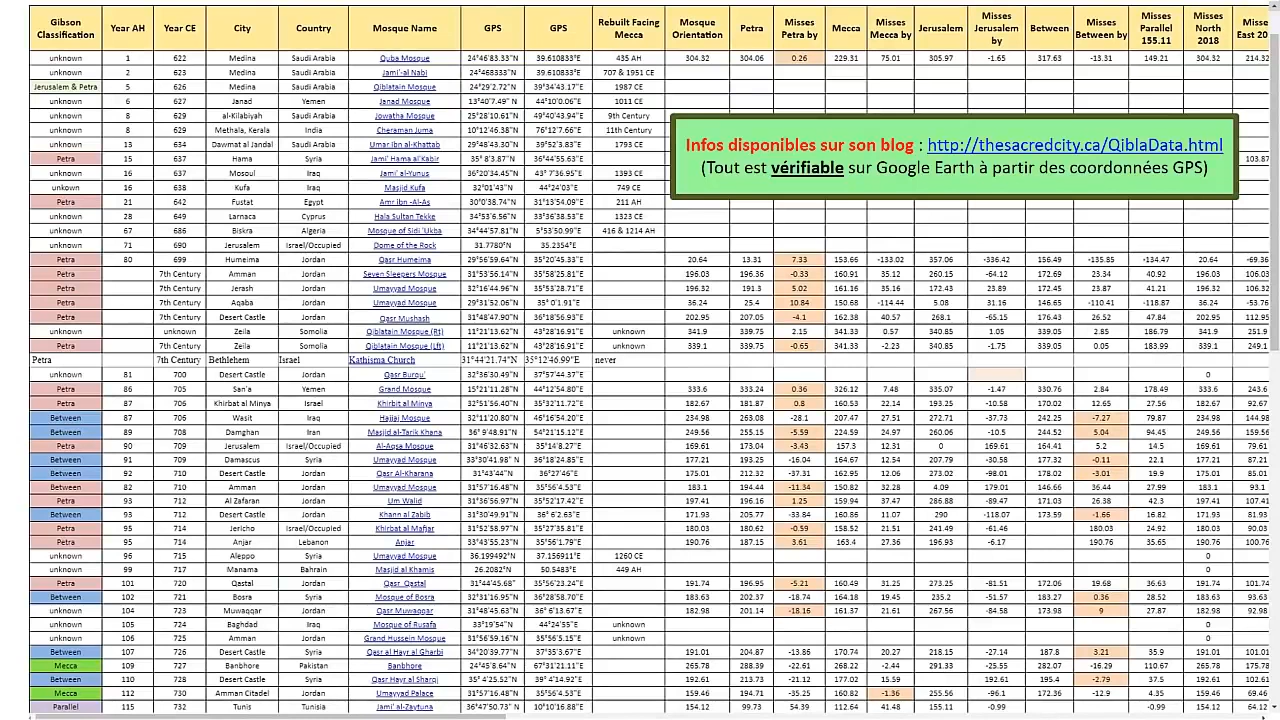 Gibson Classification | Year AH | Year CE | City | Country | Mosque Name | GPS | GPS | Rebuilt Facing Mecca | Mosque Orientation | Petra | Misses Petra by | Mecca | Misses Mecca by | Jerusalem | Misses Jerusalem by | Between | Misses Between by | Misses Parallel 155.11 | Misses North 2018 | Misse East 20
unknown 1 622 Medina Saudi Arabia Quba Mosque 24°46'83.33"N 39.610833°E 435 AH 304.32 304.06 0.26 229.31 75.01 305.97 -1.65 317.63 -13.31 149.21 304.32 214.32
unknown 2 623 Medina Saudi Arabia Jami'-al Nabi 24°468333"N 39.610833°E 707 & 1951 CE
Jerusalem & Petra 5 626 Medina Saudi Arabia Qiblatain Mosque 24°29'2.72"N 39°34'43.17"E 1987 CE
unknown 6 627 Janad Yemen Janad Mosque 13°40'7.49" N 44°10'0.06"E 1011 CE
unknown 8 629 al-Kilabiyah Saudi Arabia Jowatha Mosque 25°28'10.61"N 49°40'43.94"E 9th Century
unknown 8 629 Methala, Kerala India Cheraman Juma 10°12'46.38"N 76°12'7.66"E 11th Century
unknown 13 634 Dawmat al Jandal Saudi Arabia Umar ibn al-Khattab 29°48'43.30"N 39°52'3.83"E 1793 CE
Infos disponibles sur son blog : http://thesacredcity.ca/QiblaData.html
(Tout est vérifiable sur Google Earth à partir des coordonnées GPS)
Petra 15 637 Hama Syria Jami' Hama al'Kabir 35° 8'3.87"N 36°44'55.63"E 103.87
unknown 16 637 Mosoul Iraq Jami' al-Yunus 36°20'34.45"N 43° 7'36.95"E 1393 CE
uknown 16 638 Kufa Iraq Masjid Kufa 32°01'43"N 44°24'03"E 749 CE
Petra 21 642 Fustat Egypt Amr ibn -Al-As 30°0'38.74"N 31°13'54.09"E 211 AH
unknown 28 649 Larnaca Cyprus Hala Sultan Tekke 34°53'6.56"N 33°36'38.53"E 1323 CE
unknown 67 686 Biskra Algeria Mosque of Sidi 'Ukba 34°44'57.81"N 5°53'50.99"E 416 & 1214 AH
unknown 71 690 Jerusalem Israel/Occupied Dome of the Rock 31.7780°N 35.2354°E
Petra 80 699 Humeima Jordan Qasr Humeima 29°56'59.64"N 35°20'45.33"E 20.64 13.31 7.33 153.66 -133.02 357.06 -336.42 156.49 -135.85 -134.47 20.64 -69.36
Petra 7th Century Amman Jordan Seven Sleepers Mosque 31°53'56.14"N 35°58'25.81"E 196.03 196.36 -0.33 160.91 35.12 260.15 -64.12 172.69 23.34 40.92 196.03 106.03
Petra 7th Century Jerash Jordan Umayyad Mosque 32°16'44.96"N 35°53'28.71"E 196.32 191.3 5.02 161.16 35.16 172.43 23.89 172.45 23.87 41.21 196.32 106.32
Petra 7th Century Aqaba Jordan Umayyad Mosque 29°31'52.06"N 35° 0'1.91"E 36.24 25.4 10.84 150.68 -114.44 5.08 31.16 146.65 -110.41 -118.87 36.24 -53.76
Petra 7th Century Desert Castle Jordan Qasr Mushash 31°48'47.90"N 36°18'56.93"E 202.95 207.05 -4.1 162.38 40.57 268.1 -65.15 176.43 26.52 47.84 202.95 112.95
unknown unknown Zeila Somolia Qiblatain Mosque (Rt) 11°21'13.62"N 43°28'16.91"E unknown 341.9 339.75 2.15 341.33 0.57 340.85 1.05 339.05 2.85 186.79 341.9 251.9
Petra 7th Century Zeila Somolia Qiblatain Mosque (Lft) 11°21'13.62"N 43°28'16.91"E unknown 339.1 339.75 -0.65 341.33 -2.23 340.85 -1.75 339.05 0.05 183.99 341.9 249.1
Petra 7th Century Bethlehem Israel Kathisma Church 31°44'21.74"N 35°12'46.99"E never
unknown 81 700 Desert Castle Jordan Qasr Burqu' 32°36'30.49"N 37°57'44.37"E 0
Petra 86 705 San'a Yemen Grand Mosque 15°21'11.28"N 44°12'54.80"E 333.6 333.24 0.36 326.12 7.48 335.07 -1.47 330.76 2.84 178.49 333.6 243.6
Petra 87 706 Khirbat al Minya Israel Khirbit al Minya 32°51'56.40"N 35°32'11.72"E 182.67 181.87 0.8 160.53 22.14 193.25 -10.58 170.02 12.65 27.56 182.67 92.67
Between 87 706 Wasit Iraq Hajjaj Mosque 32°11'20.80"N 46°16'54.20"E 234.98 263.08 -28.1 207.47 27.51 272.71 -37.73 242.25 -7.27 79.87 234.98 144.98
Between 89 708 Damghan Iran Masjid al-Tarik Khana 36° 9'48.91"N 54°21'15.12"E 249.56 255.15 -5.59 224.59 24.97 260.06 -10.5 244.52 5.04 94.45 249.56 159.56
Petra 90 709 Jerusalem Israel/Occupied Al-Aqsa Mosque 31°46'32.63"N 35°14'8.27"E 169.61 173.04 -3.43 157.3 12.31 0 169.61 164.41 5.2 14.5 169.61 79.61
Between 91 709 Damascus Syria Umayyad Mosque 33°30'41.98" N 36°18'24.85"E 177.21 193.25 -16.04 164.67 12.54 207.79 -30.58 177.32 -0.11 22.1 177.21 87.21
Between 92 710 Desert Castle Jordan Qasr Al-Kharana 31°43'44"N 36°27'46"E 175.01 212.32 -37.31 162.95 12.06 273.02 -98.01 178.02 -3.01 19.9 175.01 85.01
Between 82 710 Amman Jordan Umayyad Mosque 31°57'16.48"N 35°56'4.53"E 183.1 194.44 -11.34 150.82 32.28 4.09 179.01 146.66 36.44 27.99 183.1 93.1
Petra 93 712 Al Zafaran Jordan Um Walid 31°36'56.97"N 35°52'17.42"E 197.41 196.16 1.25 159.94 37.47 286.88 -89.47 171.03 26.38 42.3 197.41 107.41
Between 93 712 Desert Castle Jordan Khann al Zabib 31°30'49.91"N 36° 6'2.63"E 171.93 205.77 -33.84 160.86 11.07 290 -118.07 173.59 -1.66 16.82 171.93 81.93
Petra 95 714 Jericho Israel/Occupied Khirbat al Mafjar 31°52'58.97"N 35°27'35.81"E 180.03 180.62 -0.59 158.52 21.51 241.49 -61.46 180.03 24.92 180.03 90.03
Petra 95 714 Anjar Lebanon Anjar 33°43'55.23"N 35°56'1.79"E 190.76 187.15 3.61 163.4 27.36 196.93 -6.17 190.76 35.65 190.76 100.76
unknown 96 715 Aleppo Syria Umayyad Mosque 36.199492°N 37.156911°E 1260 CE 0
unknown 99 717 Manama Bahrain Masjid al Khamis 26.2082°N 50.5483°E 449 AH 0
Petra 101 720 Qastal Jordan Qasr Qastal 31°44'45.68" 35°56'23.24"E 191.74 196.95 -5.21 160.49 31.25 273.25 -81.51 172.06 19.68 36.63 191.74 101.74
Between 102 721 Bosra Syria Mosque of Bosra 32°31'16.95"N 36°28'58.70"E 183.63 202.37 -18.74 164.18 19.45 235.2 -51.57 183.27 0.36 28.52 183.63 93.63
unknown 104 723 Muwaqqar Jordan Qasr Muwaqar 31°48'45.63"N 36° 6'13.67"E 182.98 201.14 -18.16 161.37 21.61 267.56 -84.58 173.98 9 27.87 182.98 92.98
unknown 105 724 Baghdad Iraq Mosque of Rusafa 33°19'54"N 44°24'55"E unknown 0
unknown 106 725 Amman Jordan Grand Hussein Mosque 31°56'59.16"N 35°56'5.15"E unknown 0
Between 107 726 Desert Castle Jordan Qasr al Hayr al Gharbi 34°20'39.77"N 37°35'3.67"E 191.01 204.87 -13.86 170.74 20.27 218.15 -27.14 187.8 3.21 35.9 191.01 101.01
Mecca 109 727 Banbhore Pakistan Banbhore 24°45'8.64"N 67°31'21.11"E 265.78 288.39 -22.61 268.22 -2.44 291.33 -25.55 282.07 -16.29 110.67 265.78 175.78
Between 110 728 Desert Castle Jordan Qasr Hayr al Sharqi 35° 4'25.52"N 39° 4'14.92"E 192.61 213.73 -21.12 177.02 15.59 192.61 195.4 -2.79 37.5 192.61 102.61
Mecca 112 730 Amman Citadel Jordan Umayyad Palace 31°57'16.48"N 35°56'4.53"E 159.46 194.71 -35.25 160.82 -1.36 255.56 -96.1 172.36 -12.9 4.35 159.46 69.46
Parallel 115 732 Tunis Tunisia Jami' al-Zaytuna 36°47'50.73" N 10°10'16.88"E 154.12 99.73 54.39 112.64 41.48 155.11 -0.99 -0.99 154.12 64.12